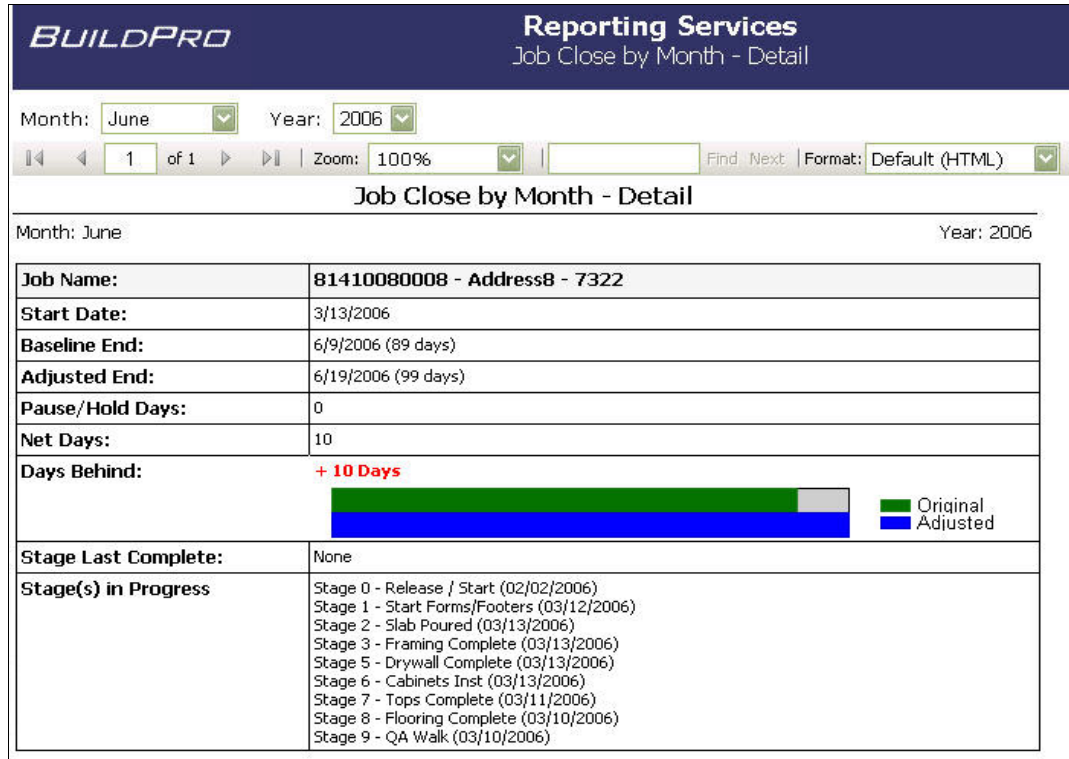 BUILDPRO
Reporting Services
Job Close by Month - Detail
Month: June Year: 2006
1 of 1 Zoom: 100% Find Next Format: Default (HTML)
Job Close by Month - Detail
Month: June Year: 2006
Job Name: 81410080008 - Address8 - 7322
Start Date: 3/13/2006
Baseline End: 6/9/2006 (89 days)
Adjusted End: 6/19/2006 (99 days)
Pause/Hold Days: 0
Net Days: 10
Days Behind: + 10 Days
Original
Adjusted
Stage Last Complete: None
Stage(s) in Progress Stage 0 - Release / Start (02/02/2006)
Stage 1 - Start Forms/Footers (03/12/2006)
Stage 2 - Slab Poured (03/13/2006)
Stage 3 - Framing Complete (03/13/2006)
Stage 5 - Drywall Complete (03/13/2006)
Stage 6 - Cabinets Inst (03/13/2006)
Stage 7 - Tops Complete (03/11/2006)
Stage 8 - Flooring Complete (03/10/2006)
Stage 9 - QA Walk (03/10/2006)